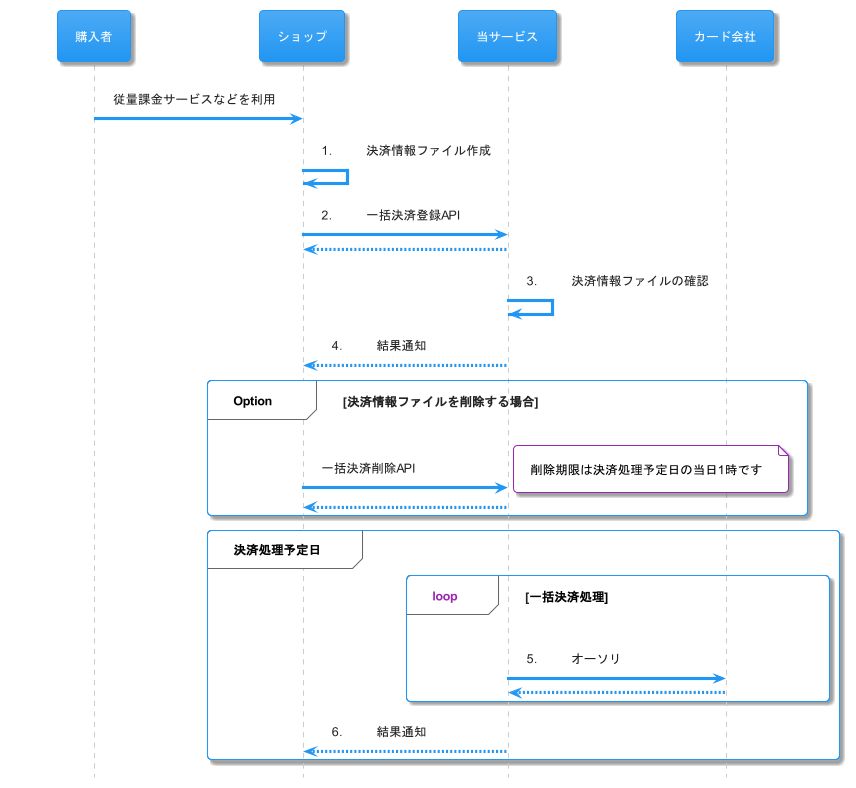 購入者 ショップ 当サービス カード会社
従量課金サービスなどを利用
1. 決済情報ファイル作成
2. 一括決済登録API
3. 決済情報ファイルの確認
4. 結果通知
Option [決済情報ファイルを削除する場合]
一括決済削除API
削除期限は決済処理予定日の当日1時です
決済処理予定日
loop [一括決済処理]
5. オーソリ
6. 結果通知